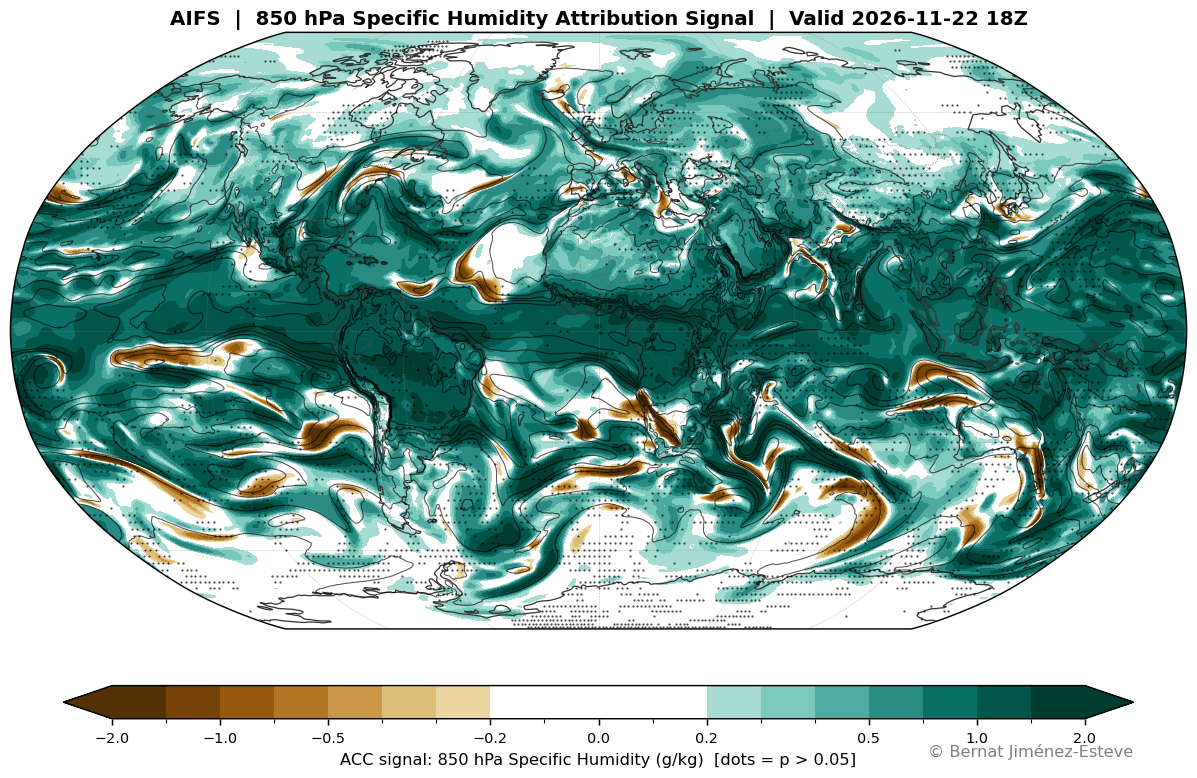 AIFS | 850 hPa Specific Humidity Attribution Signal | Valid 2026-11-22 18Z
−2.0 −1.0 −0.5 −0.2 0.0 0.2 0.5 1.0 2.0
ACC signal: 850 hPa Specific Humidity (g/kg) [dots = p > 0.05]
© Bernat Jiménez-Esteve